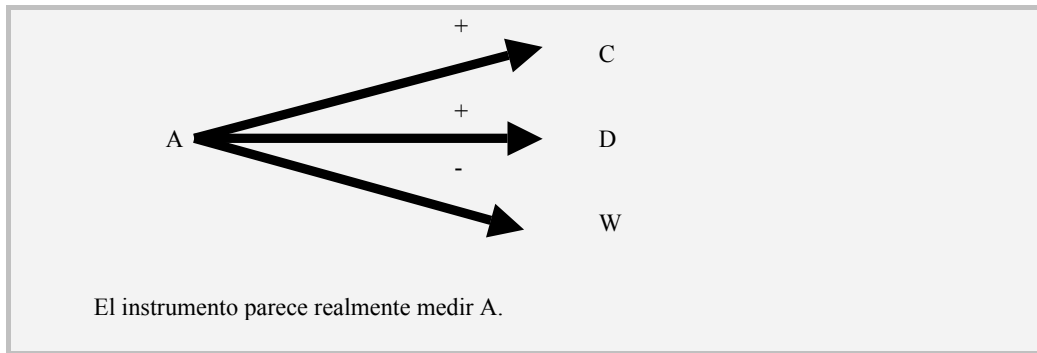 +
C
+
A
D
-
W
El instrumento parece realmente medir A.